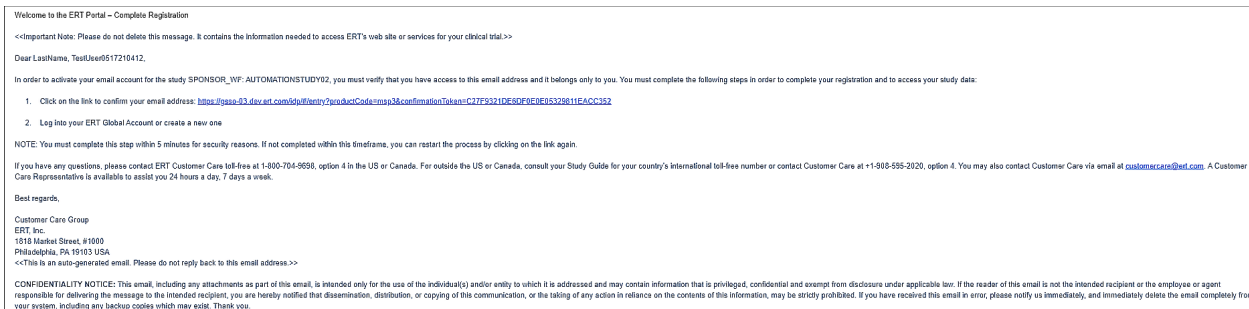 Welcome to the ERT Portal – Complete Registration
<<Important Note: Please do not delete this message. It contains the Information needed to access ERT's web site or services for your clinical trial.>>
Dear LastName, TestUser0517210412,
In order to activate your email account for the study SPONSOR_WF: AUTOMATIONSTUDY02, you must verify that you have access to this email address and it belongs only to you. You must complete the following steps in order to complete your registration and to access your study data:
1. Click on the link to confirm your email address: https://gsso-03.dev.ert.com/idp/#/entry?productCode=msp3&confirmationToken=C27F9321DE6DF0E0E05329811EACC352
2. Log into your ERT Global Account or create a new one
NOTE: You must complete this step within 5 minutes for security reasons. If not completed within this timeframe, you can restart the process by clicking on the link again.
If you have any questions, please contact ERT Customer Care toll-free at 1-800-704-9698, option 4 in the US or Canada. For outside the US or Canada, consult your Study Guide for your country's international toll-free number or contact Customer Care at +1-908-595-2020, option 4. You may also contact Customer Care via email at customercare@ert.com. A Customer
Care Representative is available to assist you 24 hours a day, 7 days a week.
Best regards,
Customer Care Group
ERT, Inc.
1818 Market Street, #1000
Philadelphia, PA 19103 USA
<<This is an auto-generated email. Please do not reply back to this email address.>>
CONFIDENTIALITY NOTICE: This email, including any attachments as part of this email, is intended only for the use of the individual(s) and/or entity to which it is addressed and may contain information that is privileged, confidential and exempt from disclosure under applicable law. If the reader of this email is not the intended recipient or the employee or agent
responsible for delivering the message to the intended recipient, you are hereby notified that dissemination, distribution, or copying of this communication, or the taking of any action in reliance on the contents of this information, may be strictly prohibited. If you have received this email in error, please notify us immediately, and immediately delete the email completely from
your system, including any backup copies which may exist. Thank you.